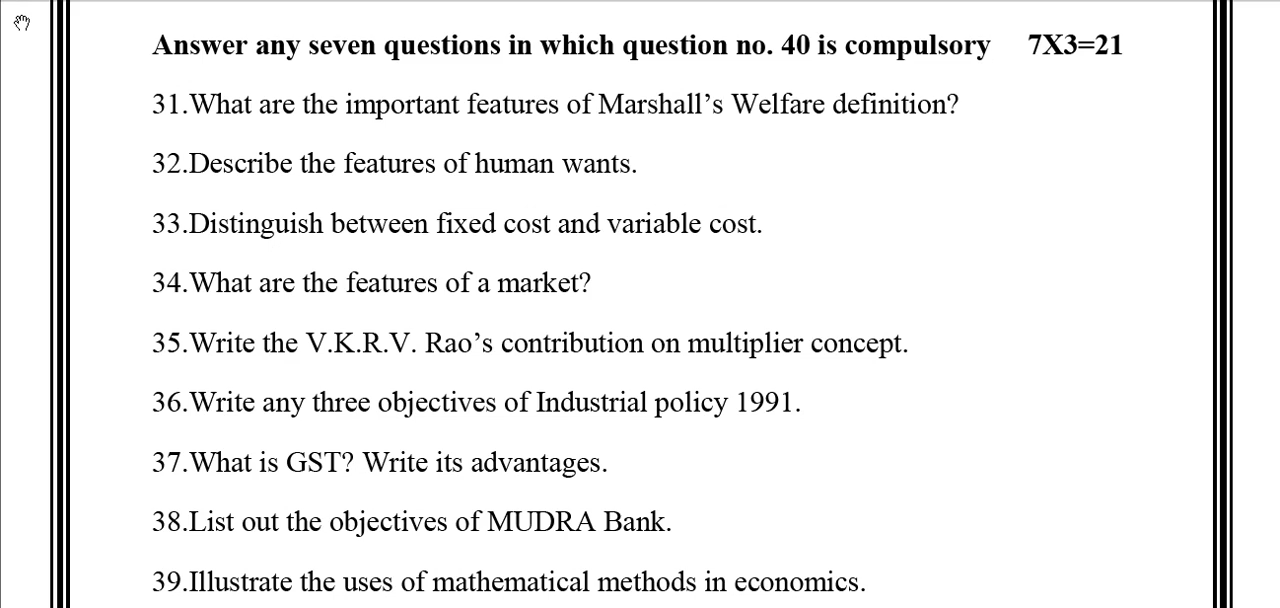 Answer any seven questions in which question no. 40 is compulsory 7X3=21
31.What are the important features of Marshall’s Welfare definition?
32.Describe the features of human wants.
33.Distinguish between fixed cost and variable cost.
34.What are the features of a market?
35.Write the V.K.R.V. Rao’s contribution on multiplier concept.
36.Write any three objectives of Industrial policy 1991.
37.What is GST? Write its advantages.
38.List out the objectives of MUDRA Bank.
39.Illustrate the uses of mathematical methods in economics.